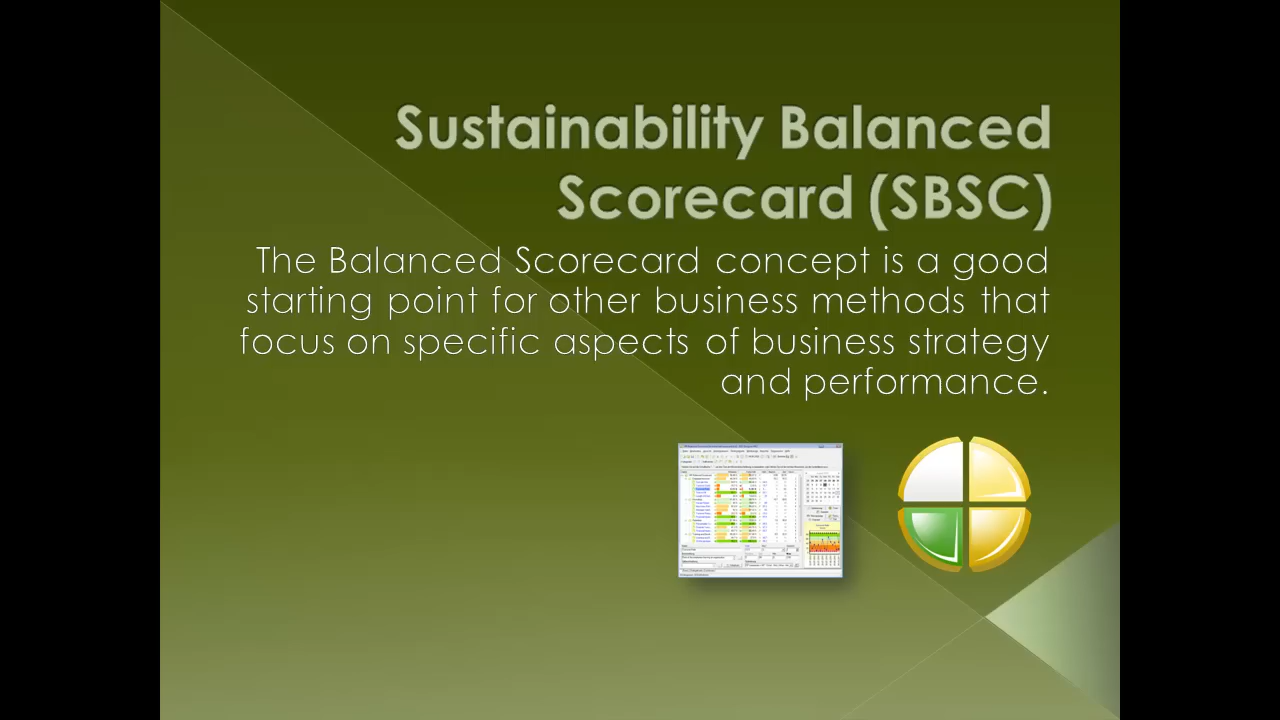 Sustainability Balanced
Scorecard (SBSC)
The Balanced Scorecard concept is a good
starting point for other business methods that
focus on specific aspects of business strategy
and performance.